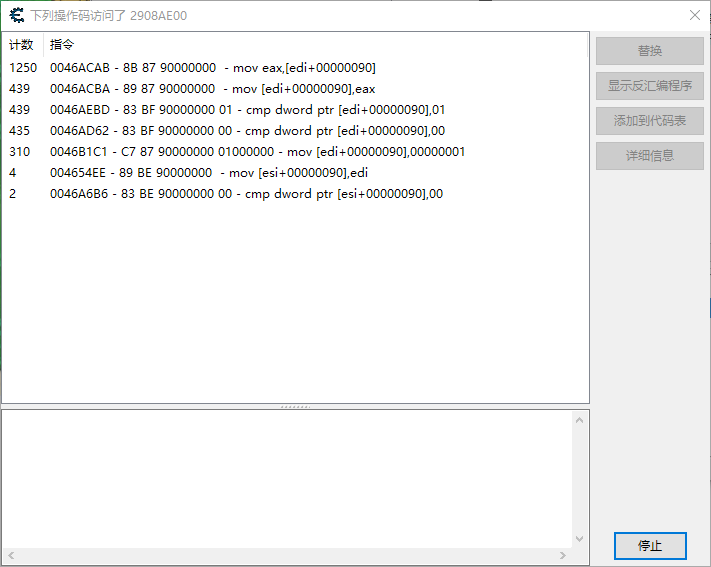 下列操作码访问了 2908AE00
计数 指令
1250 0046ACAB - 8B 87 90000000 - mov eax,[edi+00000090]
439 0046ACBA - 89 87 90000000 - mov [edi+00000090],eax
439 0046AEBD - 83 BF 90000000 01 - cmp dword ptr [edi+00000090],01
435 0046AD62 - 83 BF 90000000 00 - cmp dword ptr [edi+00000090],00
310 0046B1C1 - C7 87 90000000 01000000 - mov [edi+00000090],00000001
4 004654EE - 89 BE 90000000 - mov [esi+00000090],edi
2 0046A6B6 - 83 BE 90000000 00 - cmp dword ptr [esi+00000090],00
替换
显示反汇编程序
添加到代码表
详细信息
停止